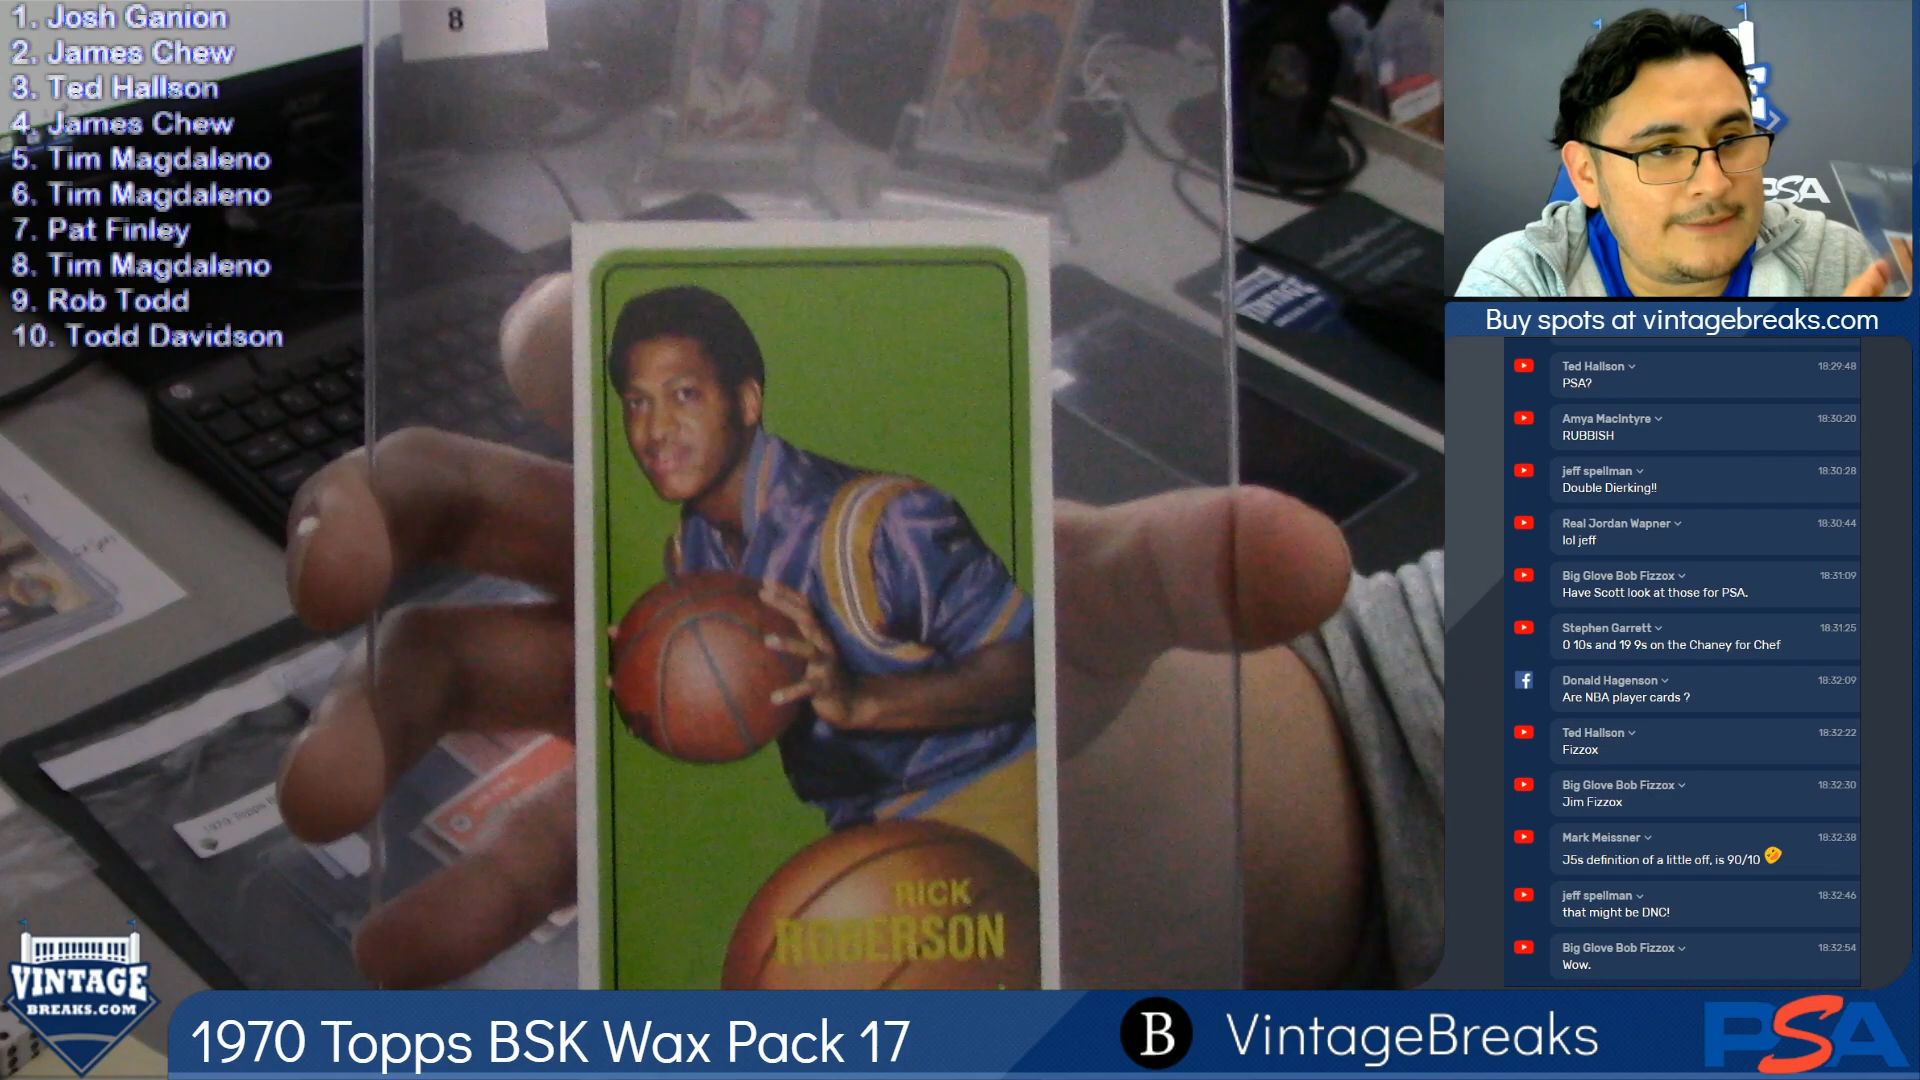 1. Josh Ganion
2. James Chew
3. Ted Hallson
4. James Chew
5. Tim Magdaleno
6. Tim Magdaleno
7. Pat Finley
8. Tim Magdaleno
9. Rob Todd
10. Todd Davidson
8
RICK
ROBERSON
1970 Topps
VINTAGE
BREAKS.COM
1970 Topps BSK Wax Pack 17
B VintageBreaks
PSA
PSA
Buy spots at vintagebreaks.com
Ted Hallson 18:29:48
PSA?
Amya MacIntyre 18:30:20
RUBBISH
jeff spellman 18:30:28
Double Dierking!!
Real Jordan Wapner 18:30:44
lol jeff
Big Glove Bob Fizzox 18:31:09
Have Scott look at those for PSA.
Stephen Garrett 18:31:25
0 10s and 19 9s on the Chaney for Chef
Donald Hagenson 18:32:09
Are NBA player cards ?
Ted Hallson 18:32:22
Fizzox
Big Glove Bob Fizzox 18:32:30
Jim Fizzox
Mark Meissner 18:32:38
J5s definition of a little off, is 90/10
jeff spellman 18:32:46
that might be DNC!
Big Glove Bob Fizzox 18:32:54
Wow.